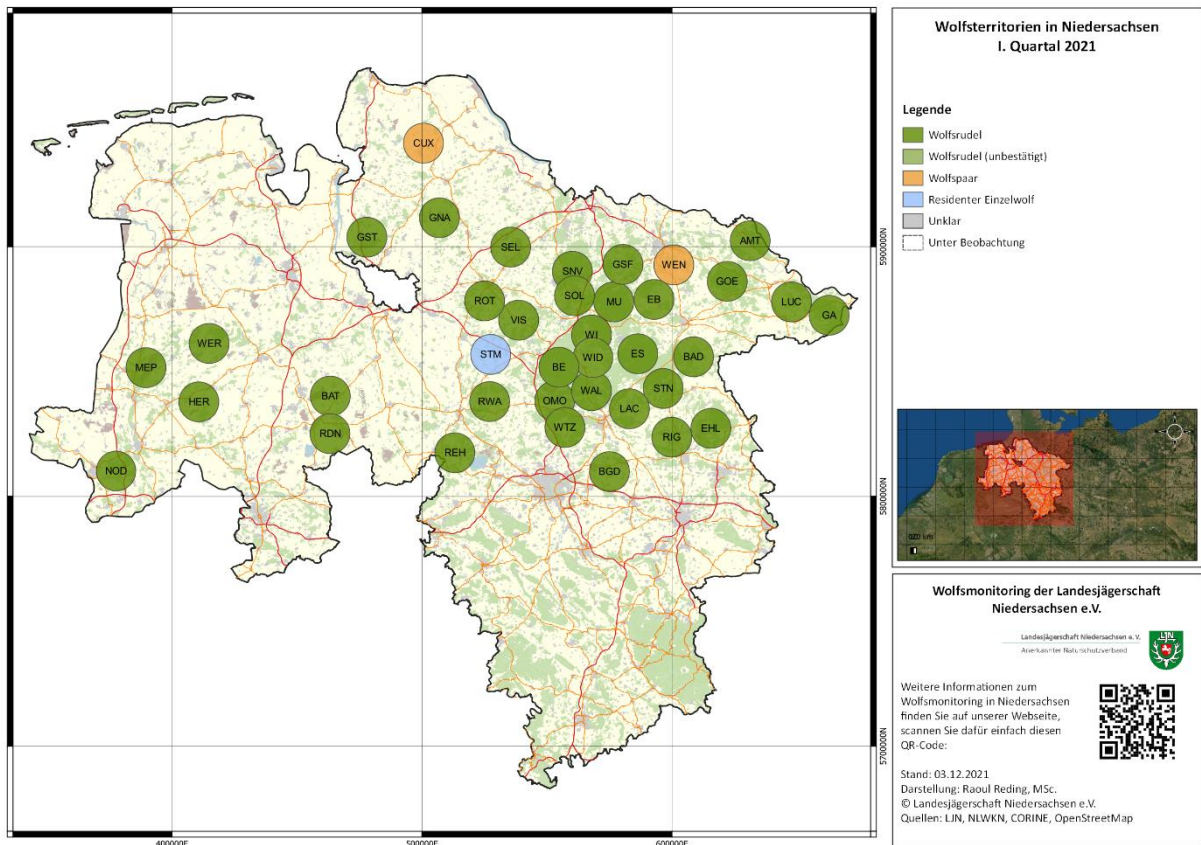 CUX
GNA
GST
SEL
AMT
SNV
GSF
WEN
GOE
ROT
SOL
MU
EB
LUC
GA
VIS
WI
WER
STM
WID
ES
BAD
MEP
BE
HER
BAT
RWA
OMO
WAL
STN
LAC
RDN
WTZ
RIG
EHL
REH
NOD
BGD
400000E
500000E
600000E
5900000N
5800000N
5700000N
Wolfsterritorien in Niedersachsen
I. Quartal 2021
Legende
Wolfsrudel
Wolfsrudel (unbestätigt)
Wolfspaar
Residenter Einzelwolf
Unklar
Unter Beobachtung
Wolfsmonitoring der Landesjägerschaft
Niedersachsen e.V.
Landesjägerschaft Niedersachsen e. V.
Anerkannter Naturschutzverband
LJN
Weitere Informationen zum
Wolfsmonitoring in Niedersachsen
finden Sie auf unserer Webseite,
scannen Sie dafür einfach diesen
QR-Code:
Stand: 03.12.2021
Darstellung: Raoul Reding, MSc.
© Landesjägerschaft Niedersachsen e.V.
Quellen: LJN, NLWKN, CORINE, OpenStreetMap